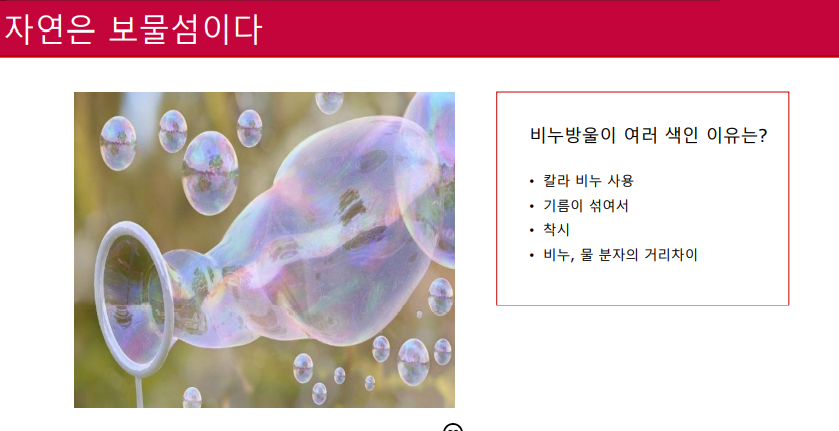 자연은 보물섬이다
비누방울이 여러 색인 이유는?
• 칼라 비누 사용
• 기름이 섞여서
• 착시
• 비누, 물 분자의 거리차이